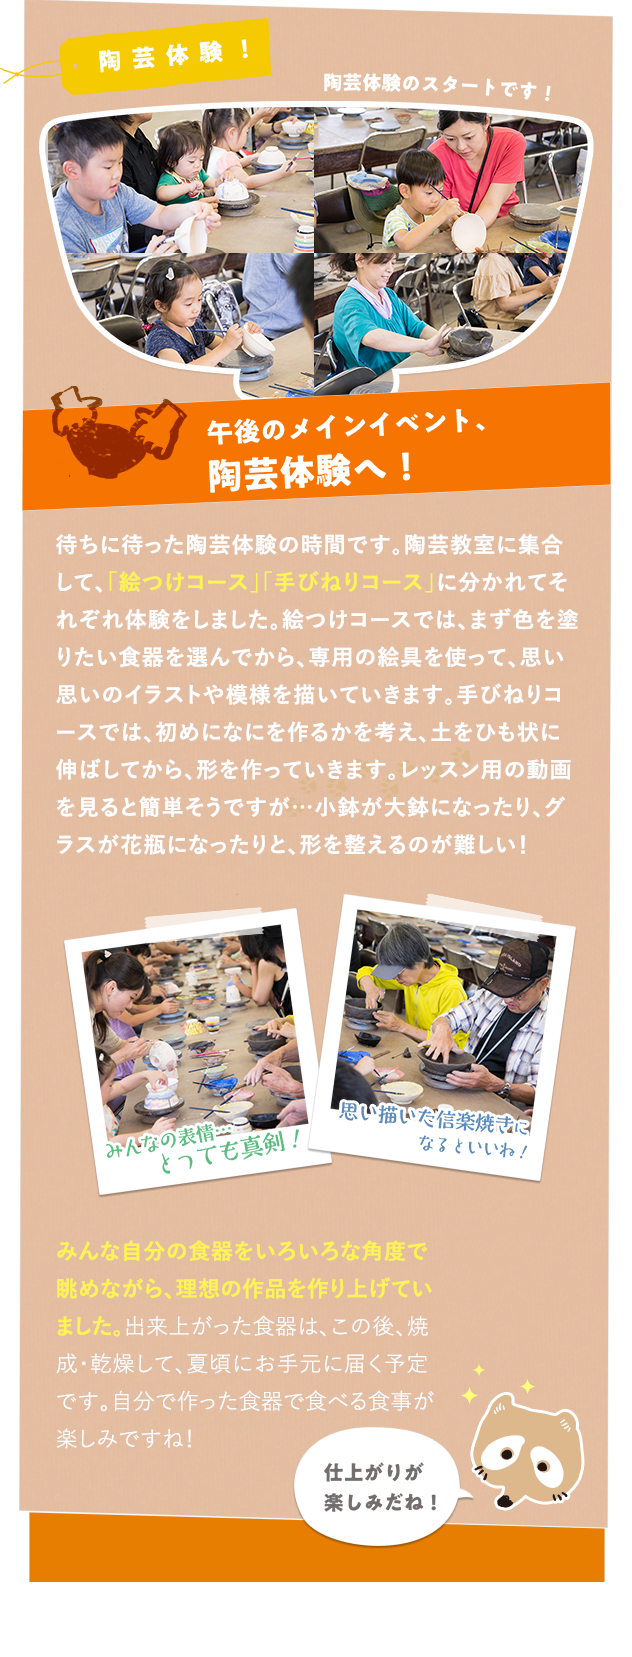 陶芸体験！
陶芸体験のスタートです！
午後のメインイベント、
陶芸体験へ！
待ちに待った陶芸体験の時間です。陶芸教室に集合
して、「絵つけコース」「手びねりコース」に分かれてそ
れぞれ体験をしました。絵つけコースでは、まず色を塗
りたい食器を選んでから、専用の絵具を使って、思い
思いのイラストや模様を描いていきます。手びねりコ
ースでは、初めになにを作るかを考え、土をひも状に
伸ばしてから、形を作っていきます。レッスン用の動画
を見ると簡単そうですが…小鉢が大鉢になったり、グ
ラスが花瓶になったりと、形を整えるのが難しい！
みんなの表情…
とっても真剣！
思い描いた信楽焼きに
なるといいね！
みんな自分の食器をいろいろな角度で
眺めながら、理想の作品を作り上げてい
ました。出来上がった食器は、この後、焼
成・乾燥して、夏頃にお手元に届く予定
です。自分で作った食器で食べる食事が
楽しみですね！
仕上がりが
楽しみだね！